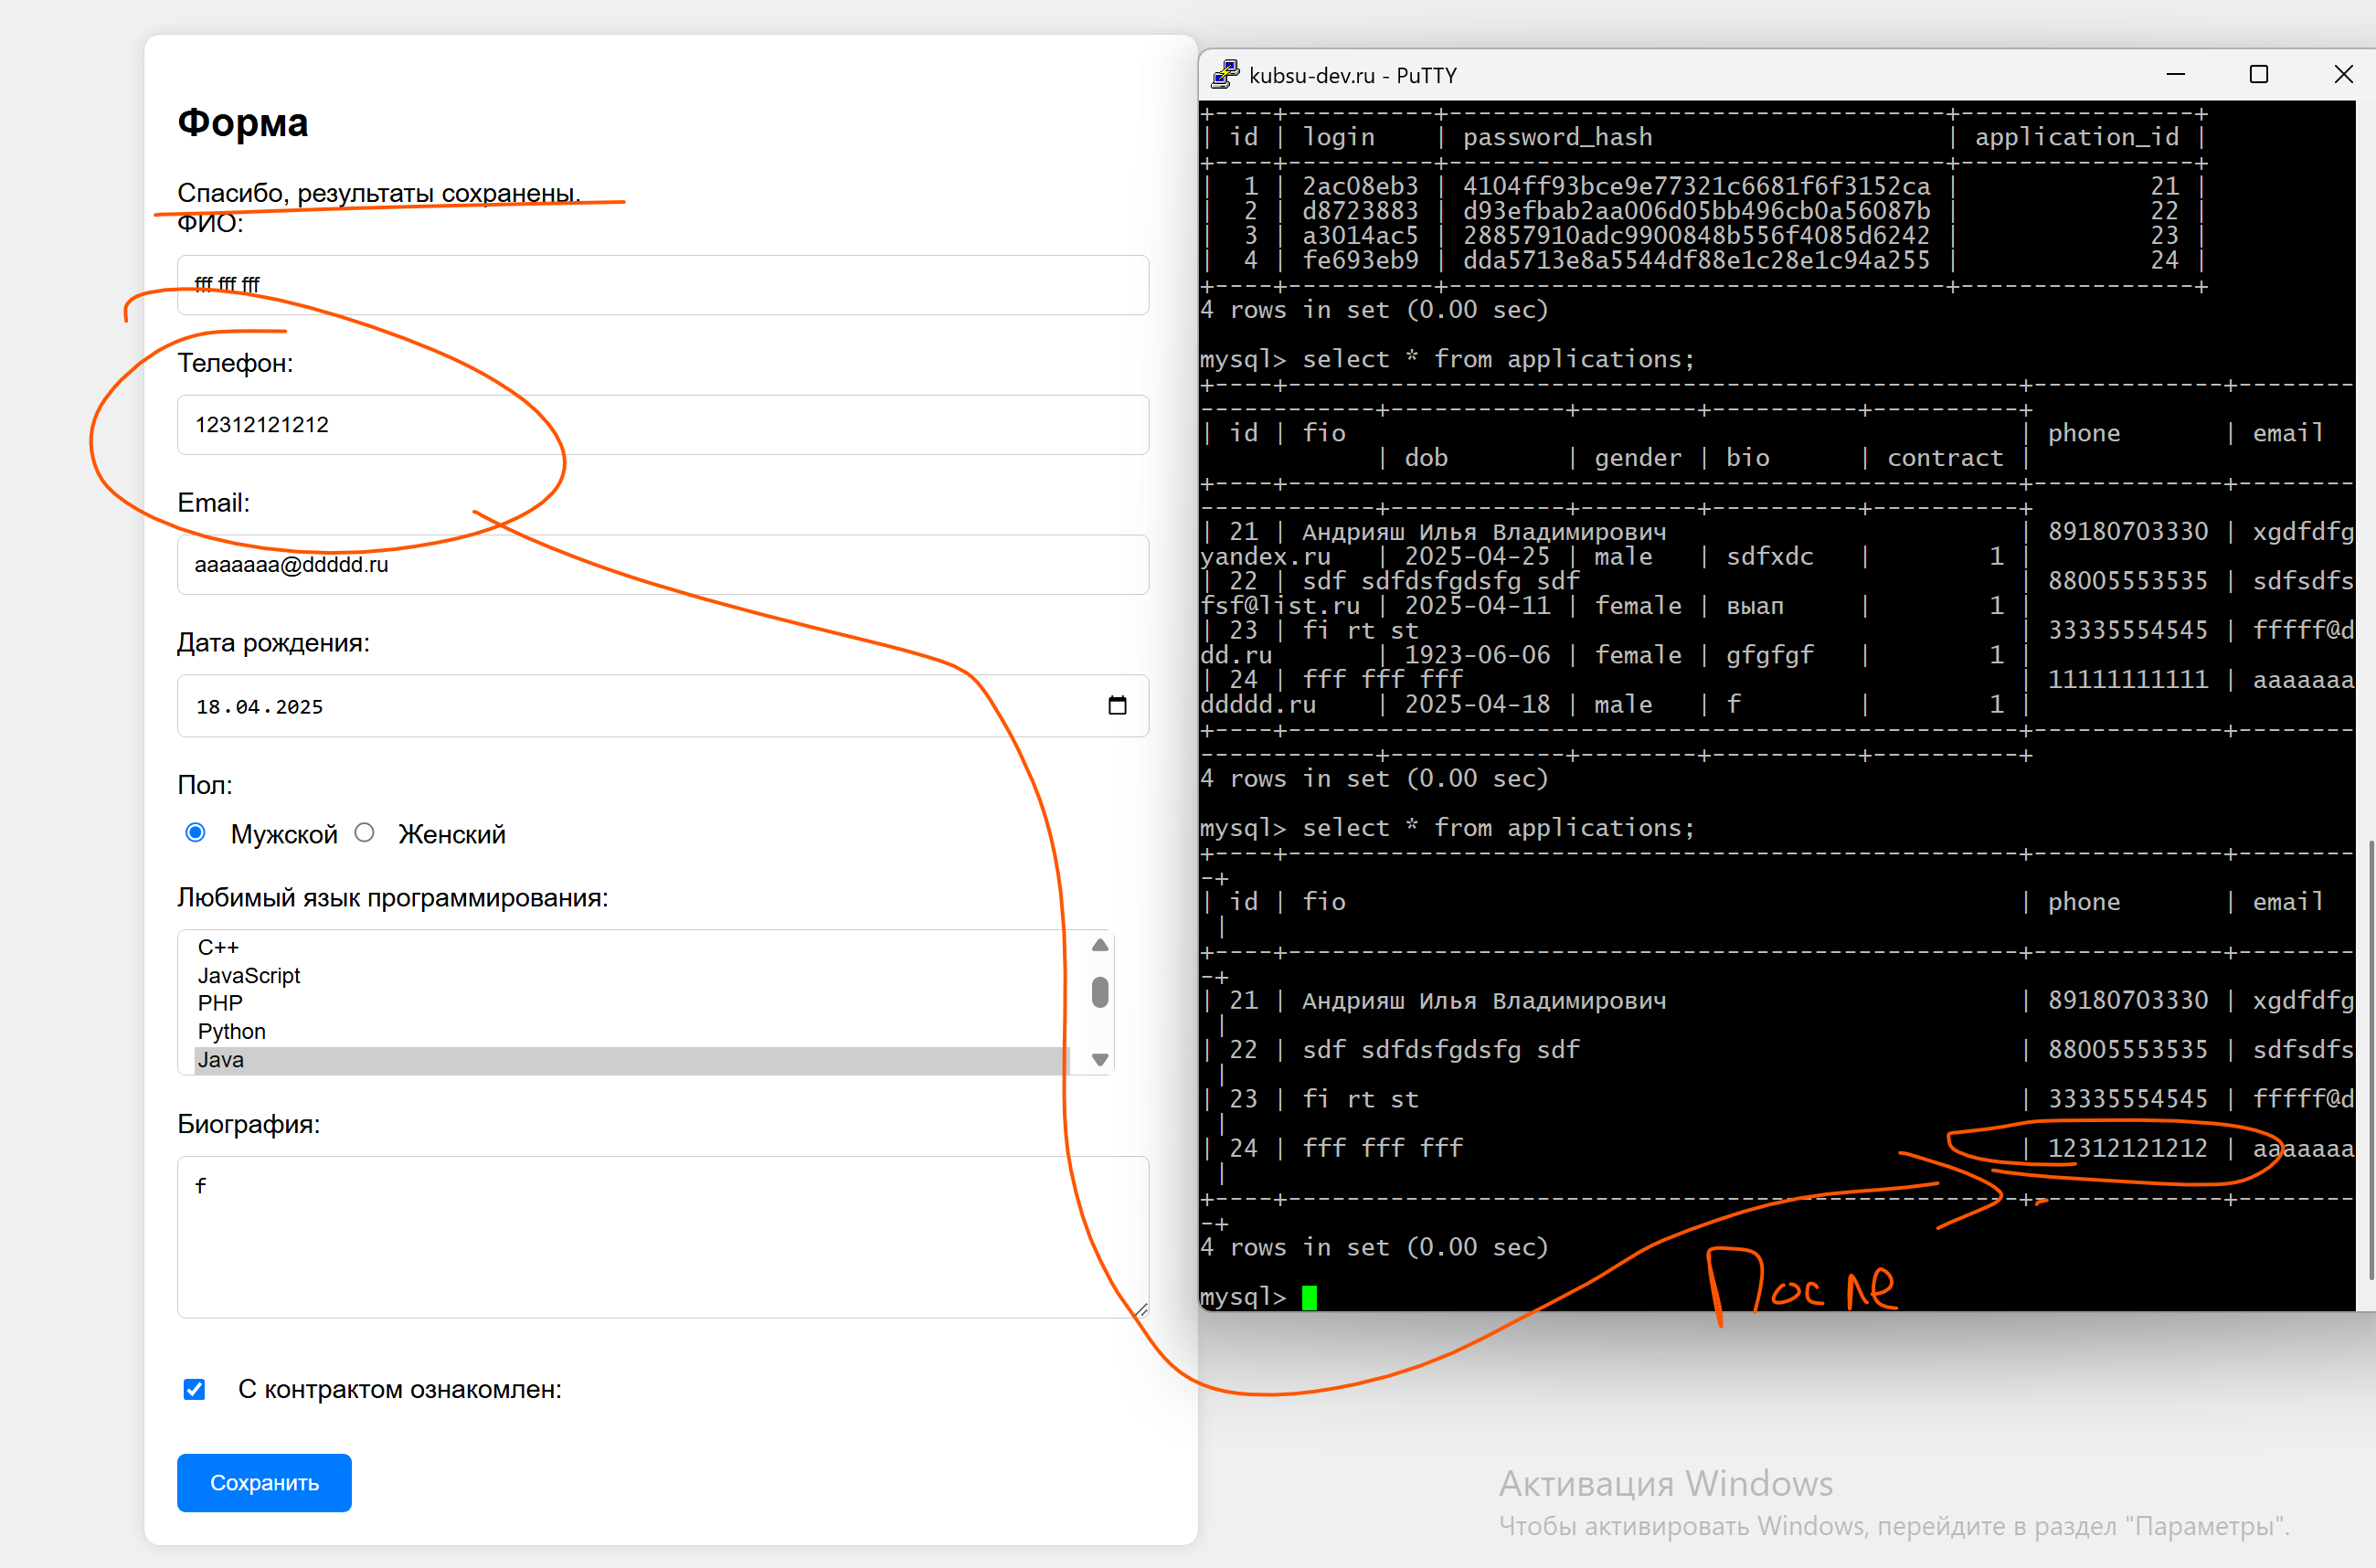 Форма
Спасибо, результаты сохранены.
ФИО:
fff fff fff
Телефон:
12312121212
Email:
aaaaaaa@ddddd.ru
Дата рождения:
18.04.2025
Пол:
Мужской Женский
Любимый язык программирования:
C++
JavaScript
PHP
Python
Java
Биография:
f
С контрактом ознакомлен:
Сохранить
kubsu-dev.ru - PuTTY
+----+----------+----------------------------------+----------------+
| id | login    | password_hash                    | application_id |
+----+----------+----------------------------------+----------------+
|  1 | 2ac08eb3 | 4104ff93bce9e77321c6681f6f3152ca |             21 |
|  2 | d8723883 | d93efbab2aa006d05bb496cb0a56087b |             22 |
|  3 | a3014ac5 | 28857910adc9900848b556f4085d6242 |             23 |
|  4 | fe693eb9 | dda5713e8a5544df88e1c28e1c94a255 |             24 |
+----+----------+----------------------------------+----------------+
4 rows in set (0.00 sec)
mysql> select * from applications;
+----+--------------------------------------------------+-------------+--------
------------+------------+--------+----------+----------+
| id | fio                                              | phone       | email
            | dob        | gender | bio      | contract |
+----+--------------------------------------------------+-------------+--------
------------+------------+--------+----------+----------+
| 21 | Андрияш Илья Владимирович                        | 89180703330 | xgdfdfg
yandex.ru   | 2025-04-25 | male   | sdfxdc   |        1 |
| 22 | sdf sdfdsfgdsfg sdf                              | 88005553535 | sdfsdfs
fsf@list.ru | 2025-04-11 | female | выап     |        1 |
| 23 | fi rt st                                         | 33335554545 | fffff@d
dd.ru       | 1923-06-06 | female | gfgfgf   |        1 |
| 24 | fff fff fff                                      | 11111111111 | aaaaaaa
ddddd.ru    | 2025-04-18 | male   | f        |        1 |
+----+--------------------------------------------------+-------------+--------
------------+------------+--------+----------+----------+
4 rows in set (0.00 sec)
mysql> select * from applications;
+----+--------------------------------------------------+-------------+--------
-+
| id | fio                                              | phone       | email
 |
+----+--------------------------------------------------+-------------+--------
-+
| 21 | Андрияш Илья Владимирович                        | 89180703330 | xgdfdfg
 |
| 22 | sdf sdfdsfgdsfg sdf                              | 88005553535 | sdfsdfs
 |
| 23 | fi rt st                                         | 33335554545 | fffff@d
 |
| 24 | fff fff fff                                      | 12312121212 | aaaaaaa
 |
+----+--------------------------------------------------+-------------+--------
-+
4 rows in set (0.00 sec)
mysql>
После
Активация Windows
Чтобы активировать Windows, перейдите в раздел "Параметры".